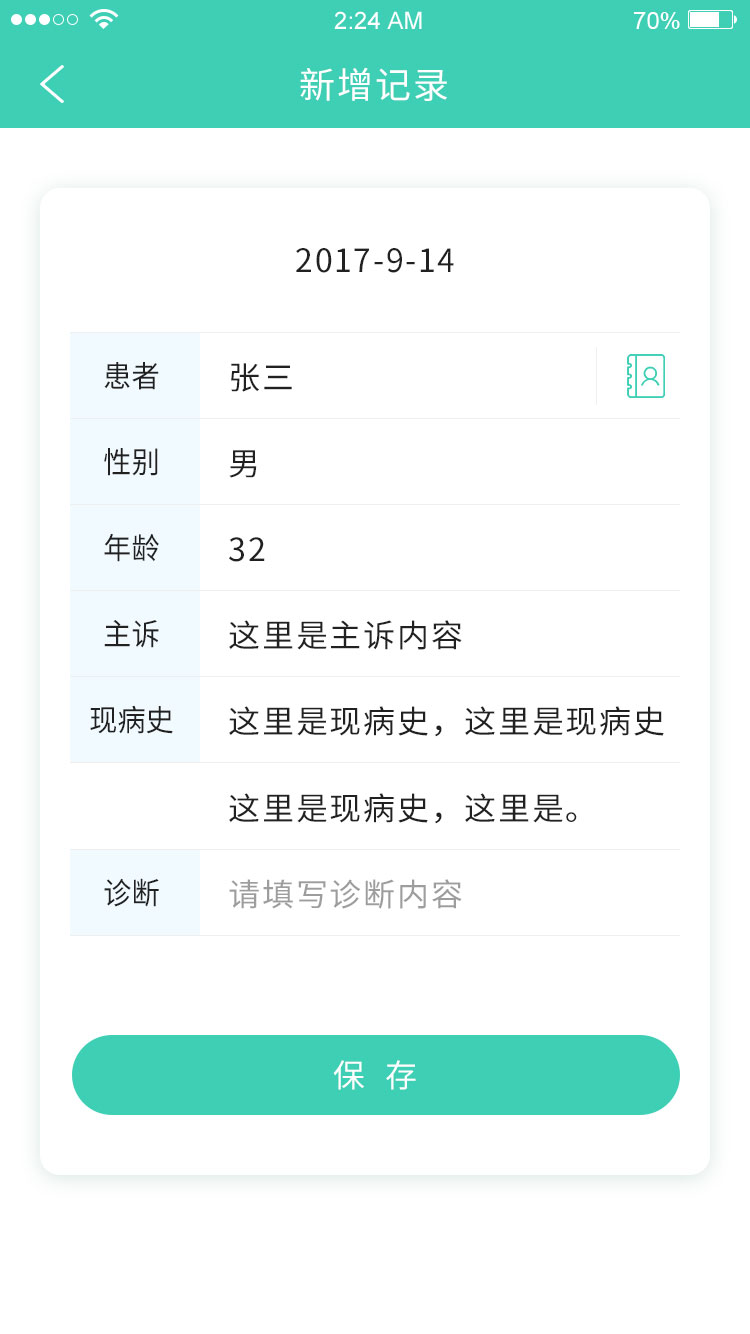 2:24 AM 70%
新增记录
2017-9-14
患者 张三
性别 男
年龄 32
主诉 这里是主诉内容
现病史 这里是现病史，这里是现病史
这里是现病史，这里是。
诊断 请填写诊断内容
保 存